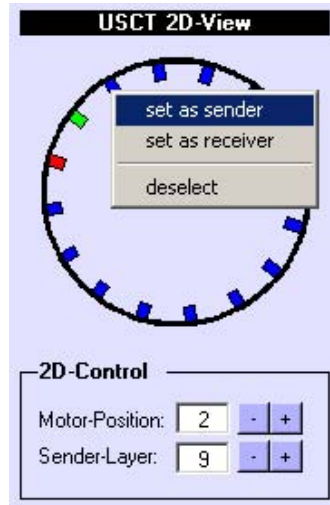 USCT 2D-View
set as sender
set as receiver
deselect
2D-Control
Motor-Position: 2 - +
Sender-Layer: 9 - +